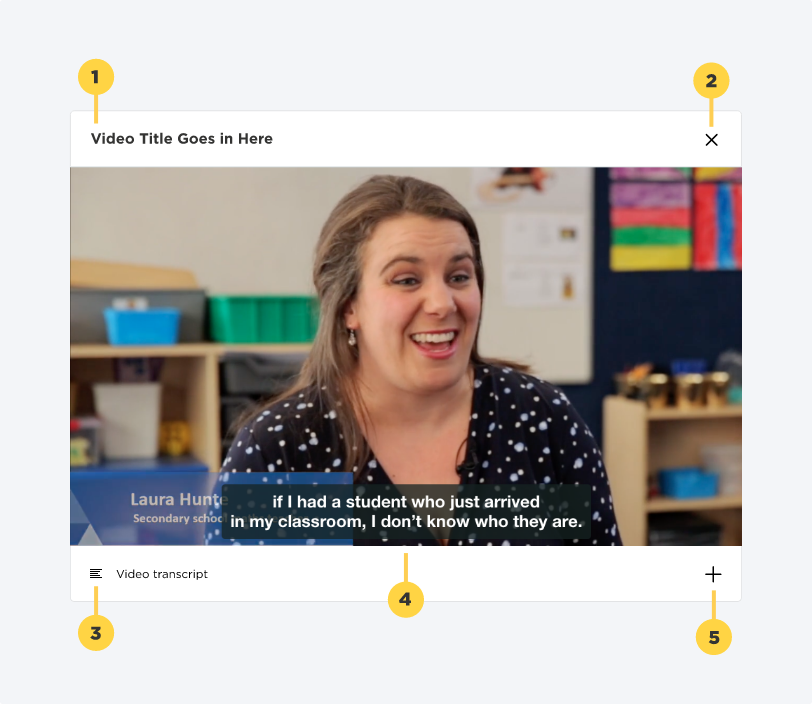 1
2
Video Title Goes in Here
Laura Hunte
Secondary school
if I had a student who just arrived
in my classroom, I don't know who they are.
Video transcript
3
4
5